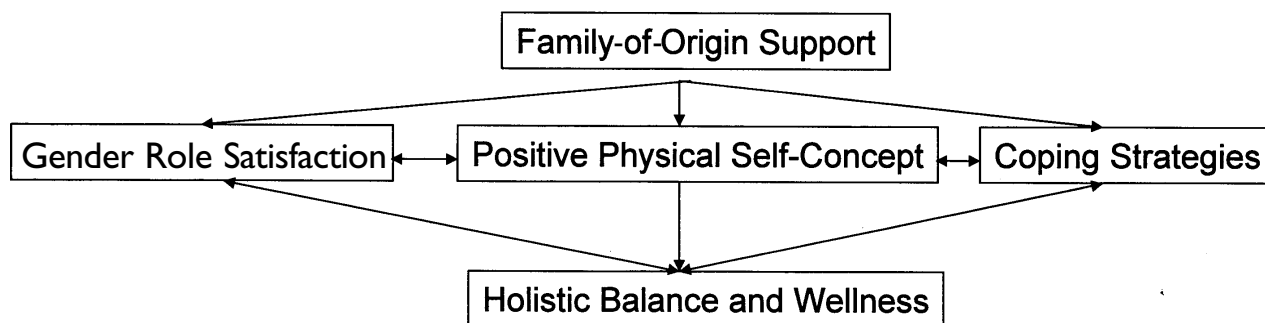 Family-of-Origin Support
Gender Role Satisfaction
Positive Physical Self-Concept
Coping Strategies
Holistic Balance and Wellness